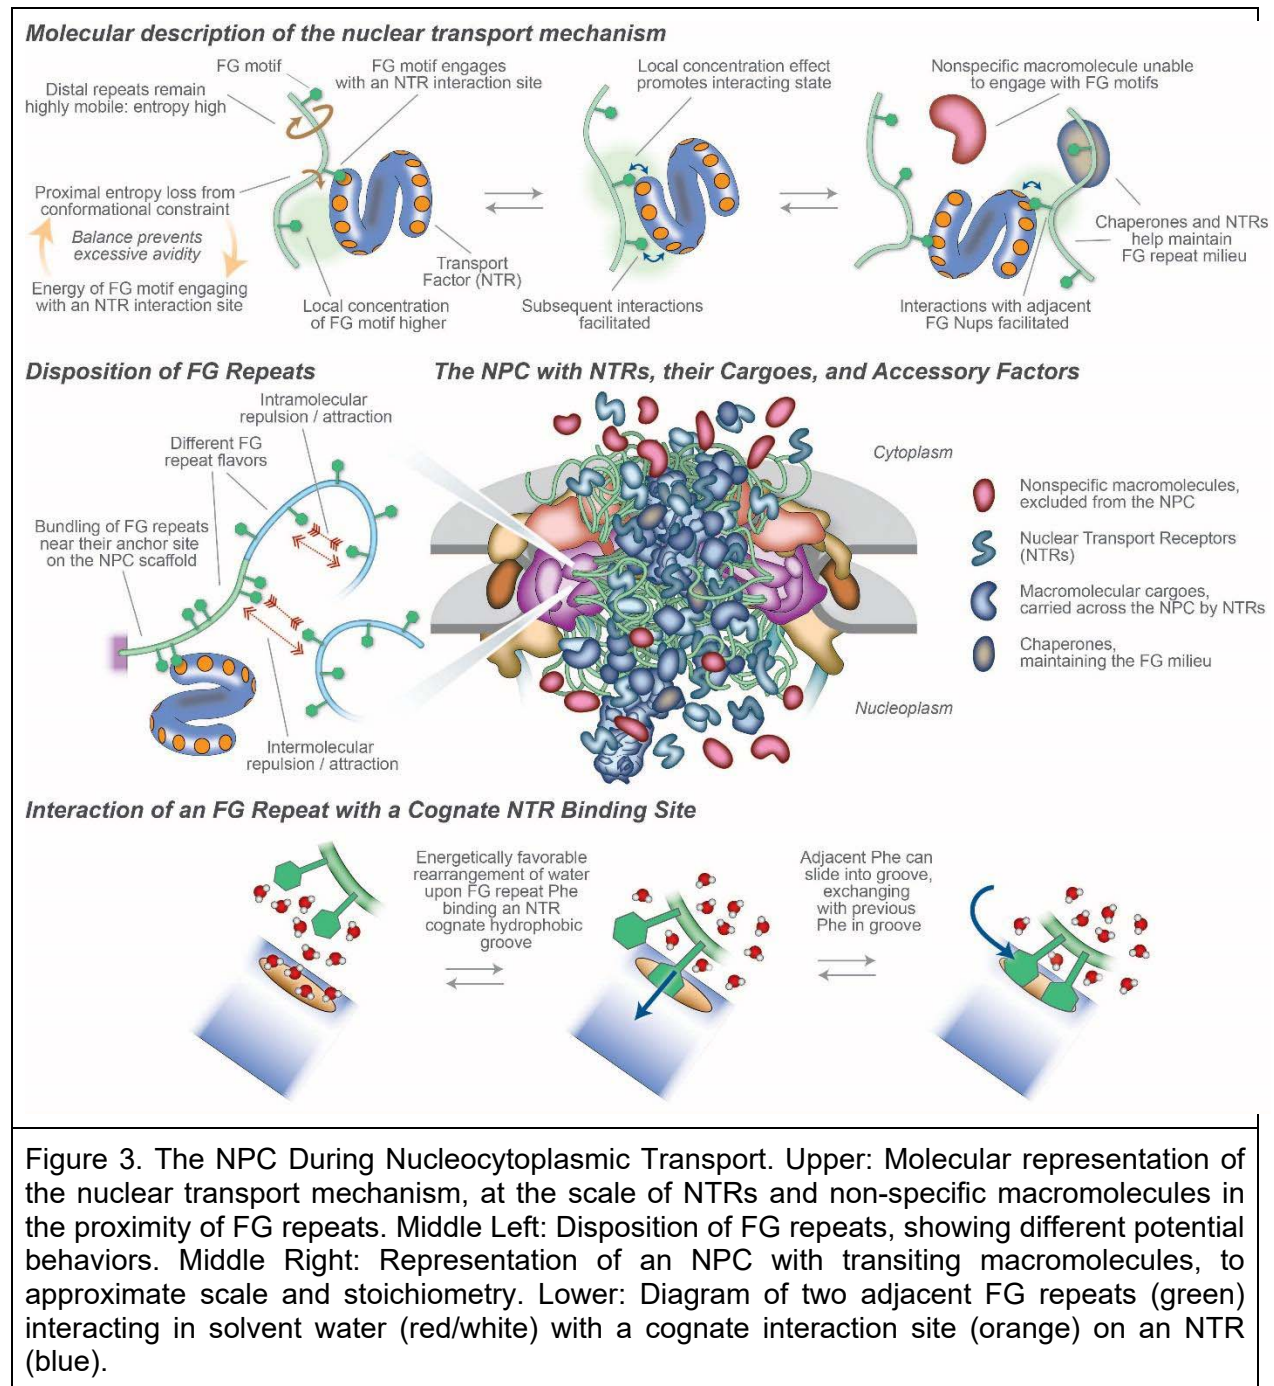 Molecular description of the nuclear transport mechanism
FG motif
Distal repeats remain
highly mobile: entropy high
FG motif engages
with an NTR interaction site
Proximal entropy loss from
conformational constraint
Balance prevents
excessive avidity
Energy of FG motif engaging
with an NTR interaction site
Transport
Factor (NTR)
Local concentration
of FG motif higher
Local concentration effect
promotes interacting state
Subsequent interactions
facilitated
Nonspecific macromolecule unable
to engage with FG motifs
Chaperones and NTRs
help maintain
FG repeat milieu
Interactions with adjacent
FG Nups facilitated
Disposition of FG Repeats
Intramolecular
repulsion / attraction
Different FG
repeat flavors
Bundling of FG repeats
near their anchor site
on the NPC scaffold
Intermolecular
repulsion / attraction
The NPC with NTRs, their Cargoes, and Accessory Factors
Cytoplasm
Nonspecific macromolecules,
excluded from the NPC
Nuclear Transport Receptors
(NTRs)
Macromolecular cargoes,
carried across the NPC by NTRs
Chaperones,
maintaining the FG milieu
Nucleoplasm
Interaction of an FG Repeat with a Cognate NTR Binding Site
Energetically favorable
rearrangement of water
upon FG repeat Phe
binding an NTR
cognate hydrophobic
groove
Adjacent Phe can
slide into groove,
exchanging
with previous
Phe in groove
Figure 3. The NPC During Nucleocytoplasmic Transport. Upper: Molecular representation of
the nuclear transport mechanism, at the scale of NTRs and non-specific macromolecules in
the proximity of FG repeats. Middle Left: Disposition of FG repeats, showing different potential
behaviors. Middle Right: Representation of an NPC with transiting macromolecules, to
approximate scale and stoichiometry. Lower: Diagram of two adjacent FG repeats (green)
interacting in solvent water (red/white) with a cognate interaction site (orange) on an NTR
(blue).